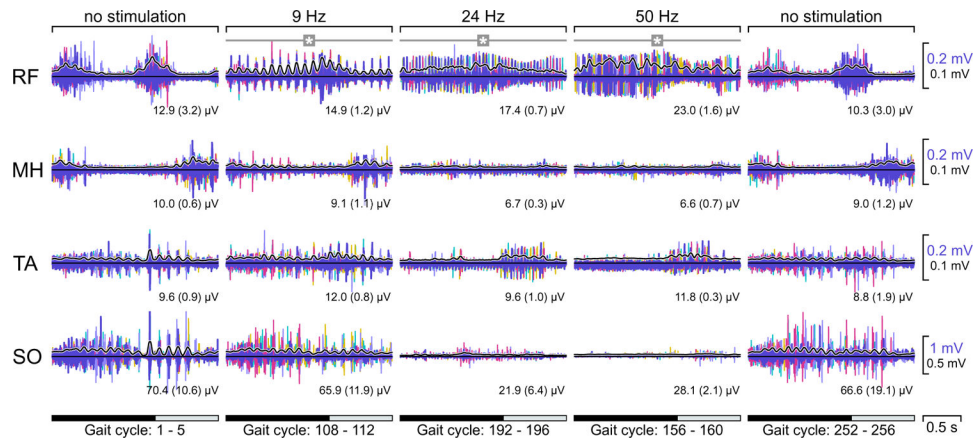 no stimulation 9 Hz 24 Hz 50 Hz no stimulation
* * *
RF 0.2 mV
0.1 mV
12.9 (3.2) µV 14.9 (1.2) µV 17.4 (0.7) µV 23.0 (1.6) µV 10.3 (3.0) µV
MH 0.2 mV
0.1 mV
10.0 (0.6) µV 9.1 (1.1) µV 6.7 (0.3) µV 6.6 (0.7) µV 9.0 (1.2) µV
TA 0.2 mV
0.1 mV
9.6 (0.9) µV 12.0 (0.8) µV 9.6 (1.0) µV 11.8 (0.3) µV 8.8 (1.9) µV
SO 1 mV
0.5 mV
70.4 (10.6) µV 65.9 (11.9) µV 21.9 (6.4) µV 28.1 (2.1) µV 66.6 (19.1) µV
Gait cycle: 1 - 5 Gait cycle: 108 - 112 Gait cycle: 192 - 196 Gait cycle: 156 - 160 Gait cycle: 252 - 256 0.5 s